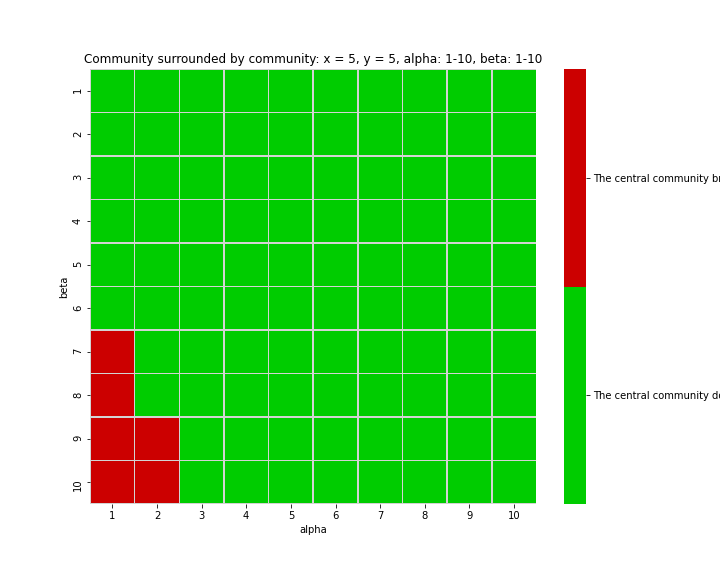 Community surrounded by community: x = 5, y = 5, alpha: 1-10, beta: 1-10
1
2
3
4
5
6
7
8
9
10
beta
1 2 3 4 5 6 7 8 9 10
alpha
The central community
The central community